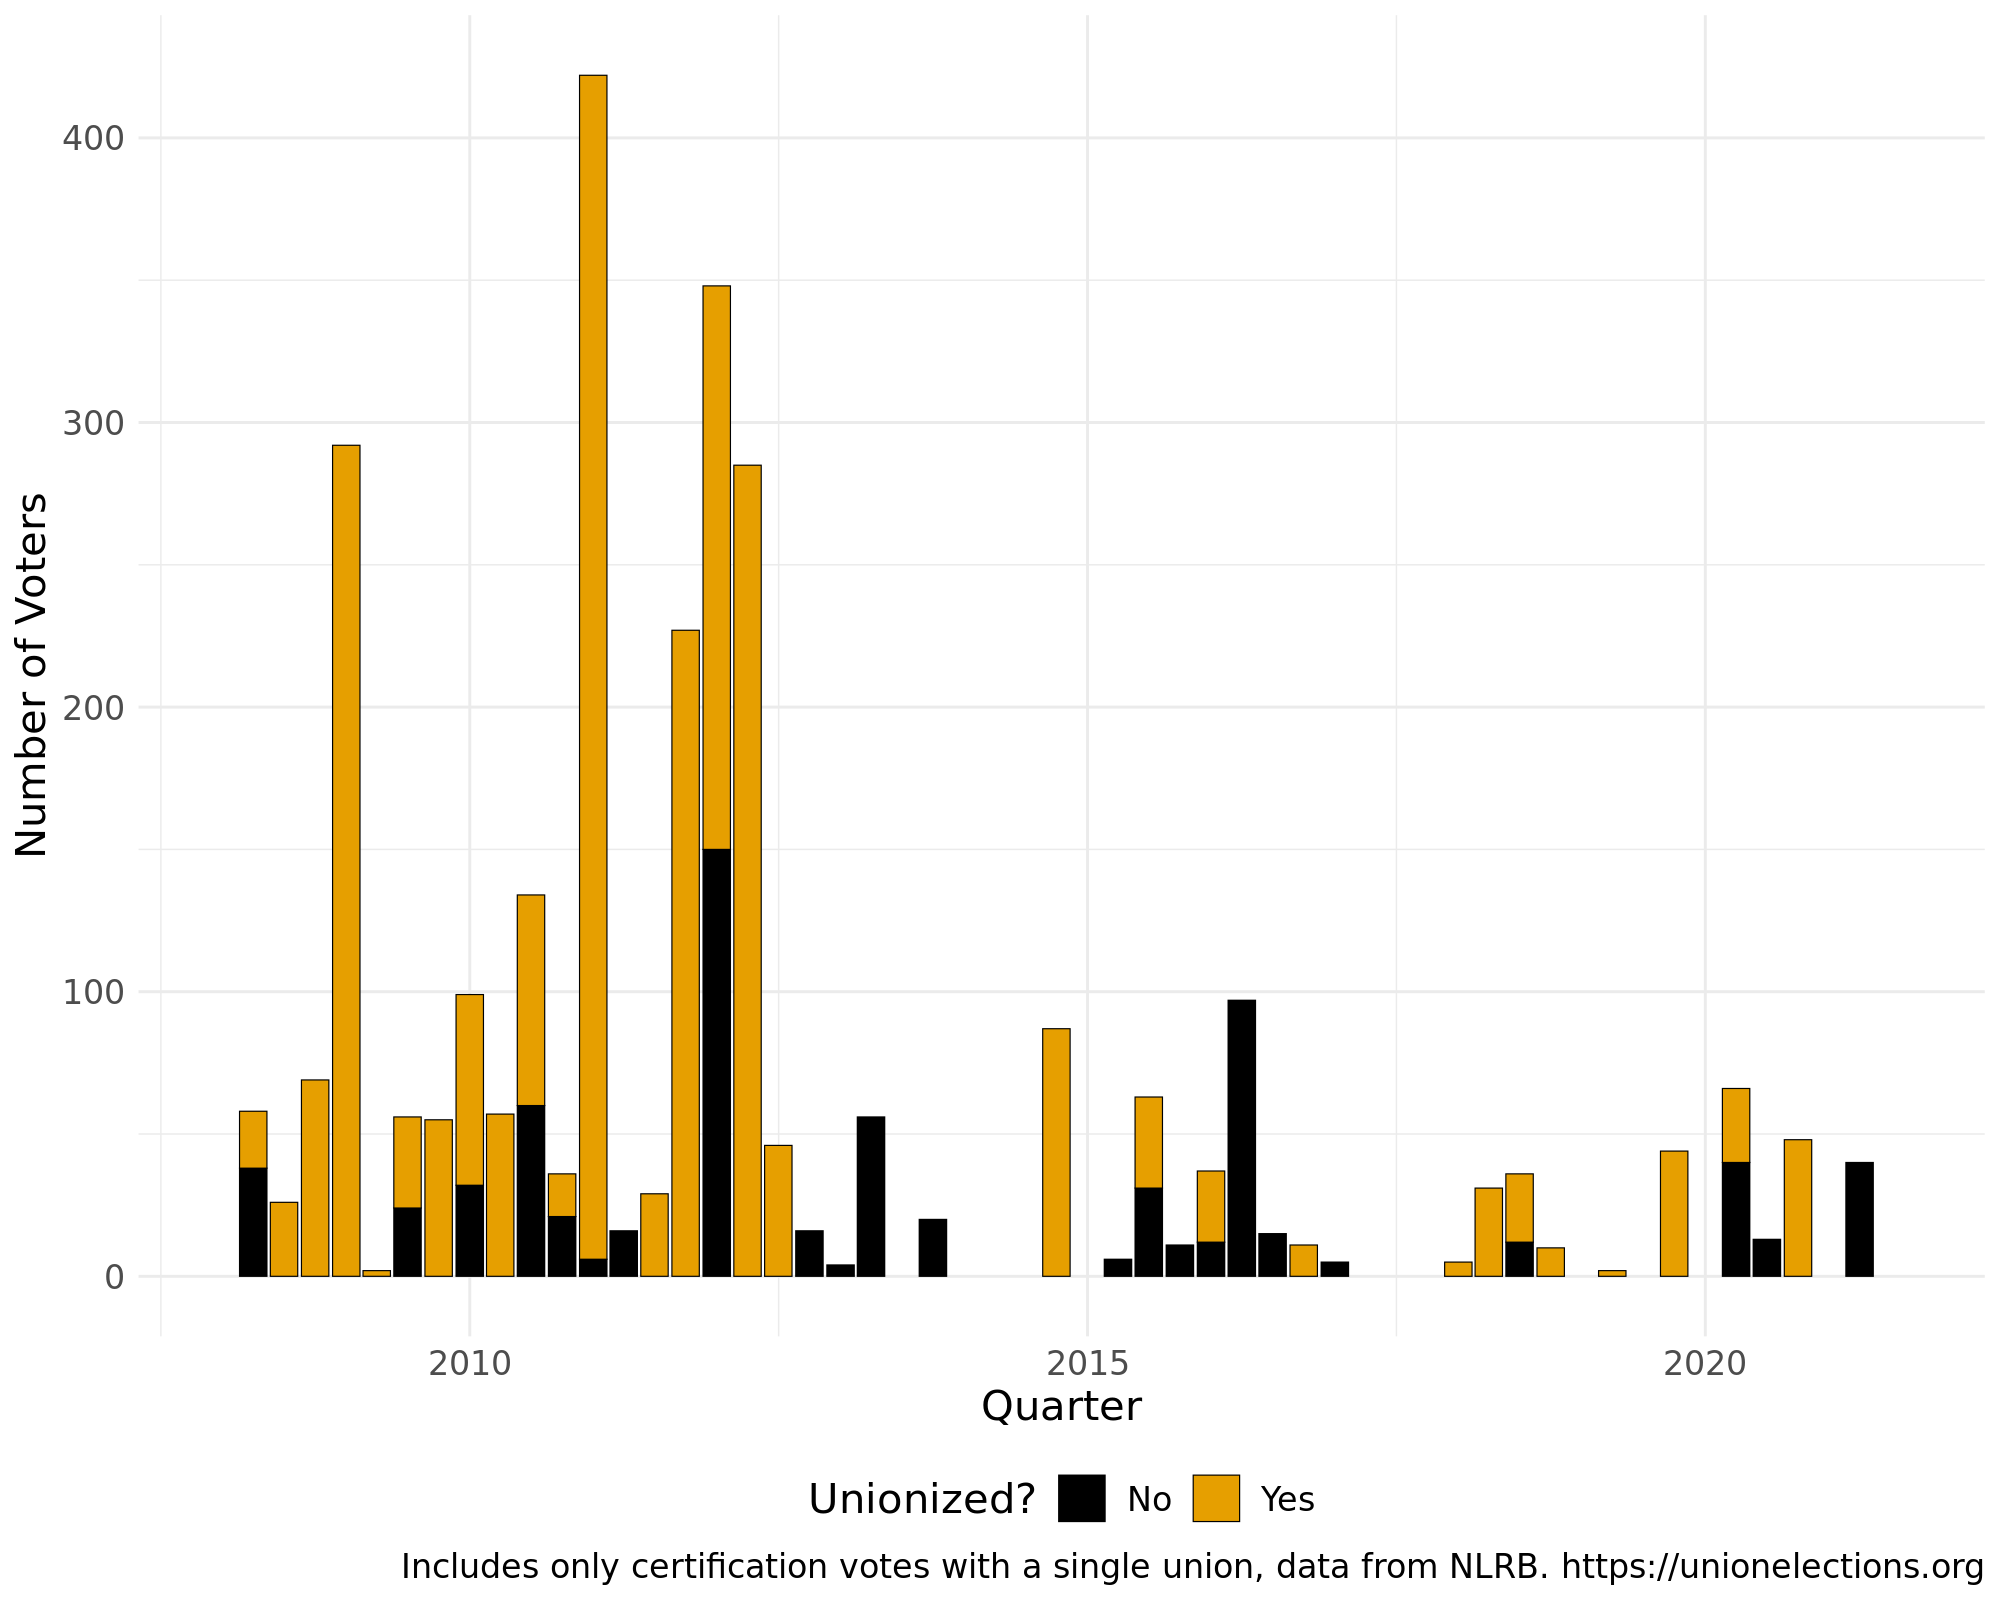 400
300
200
100
0
Number of Voters
2010 2015 2020
Quarter
Unionized? No Yes
Includes only certification votes with a single union, data from NLRB. https://unionelections.org